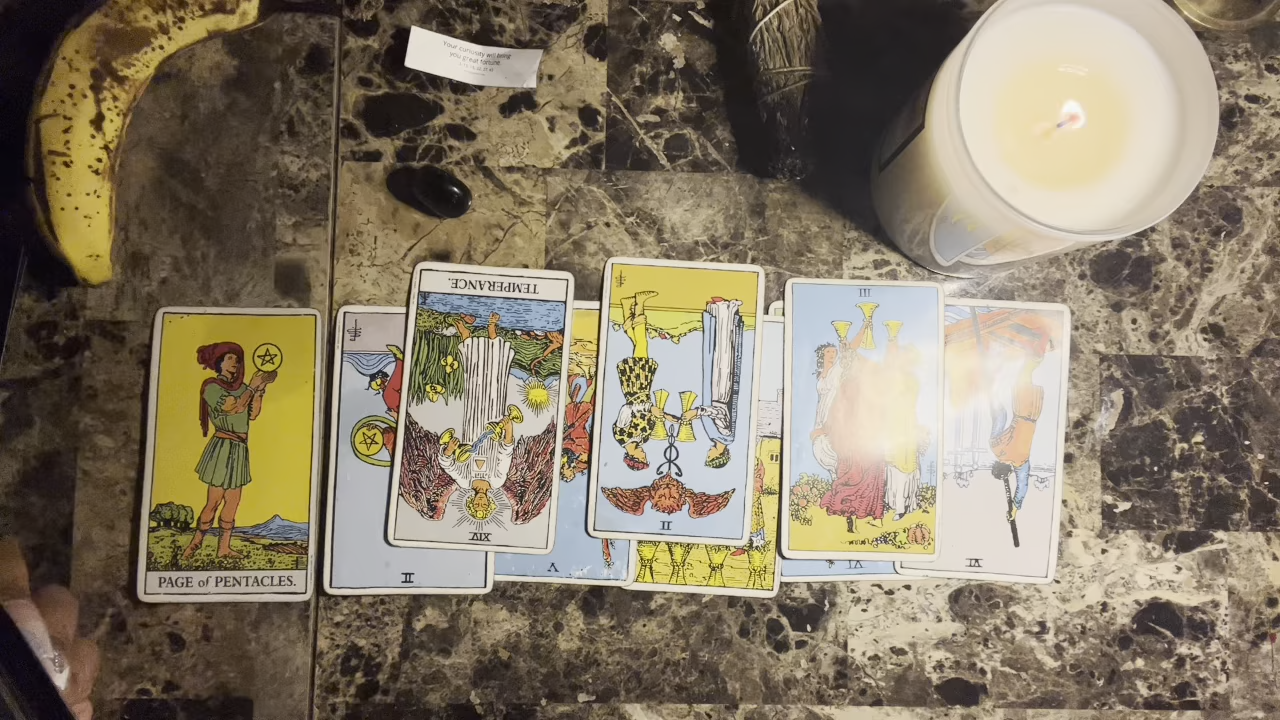 Your curiosity will bring
you great fortune.
TEMPERANCE.
III
II
XIV
PAGE of PENTACLES.
II
V
VI
VI